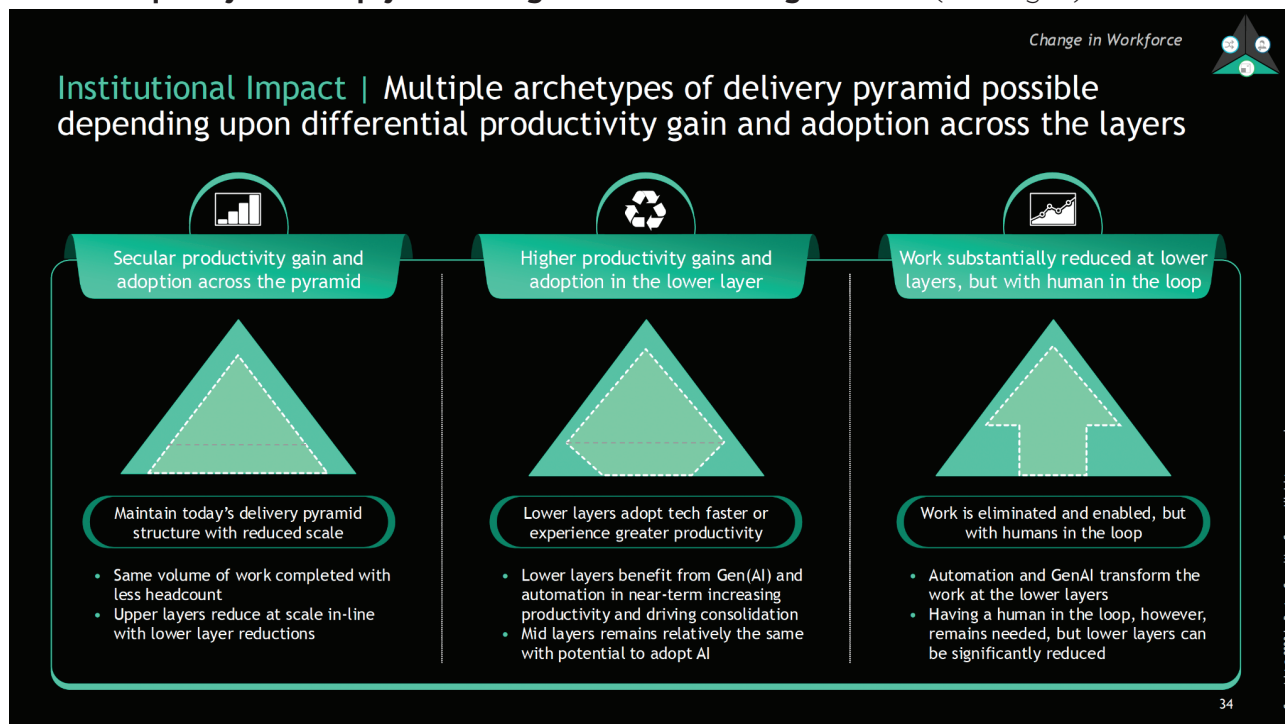 Change in Workforce
Institutional Impact | Multiple archetypes of delivery pyramid possible
depending upon differential productivity gain and adoption across the layers
Secular productivity gain and
adoption across the pyramid
Maintain today's delivery pyramid
structure with reduced scale
• Same volume of work completed with
less headcount
• Upper layers reduce at scale in-line
with lower layer reductions
Higher productivity gains and
adoption in the lower layer
Lower layers adopt tech faster or
experience greater productivity
• Lower layers benefit from Gen(AI) and
automation in near-term increasing
productivity and driving consolidation
• Mid layers remains relatively the same
with potential to adopt AI
Work substantially reduced at lower
layers, but with human in the loop
Work is eliminated and enabled, but
with humans in the loop
• Automation and GenAI transform the
work at the lower layers
• Having a human in the loop, however,
remains needed, but lower layers can
be significantly reduced
34